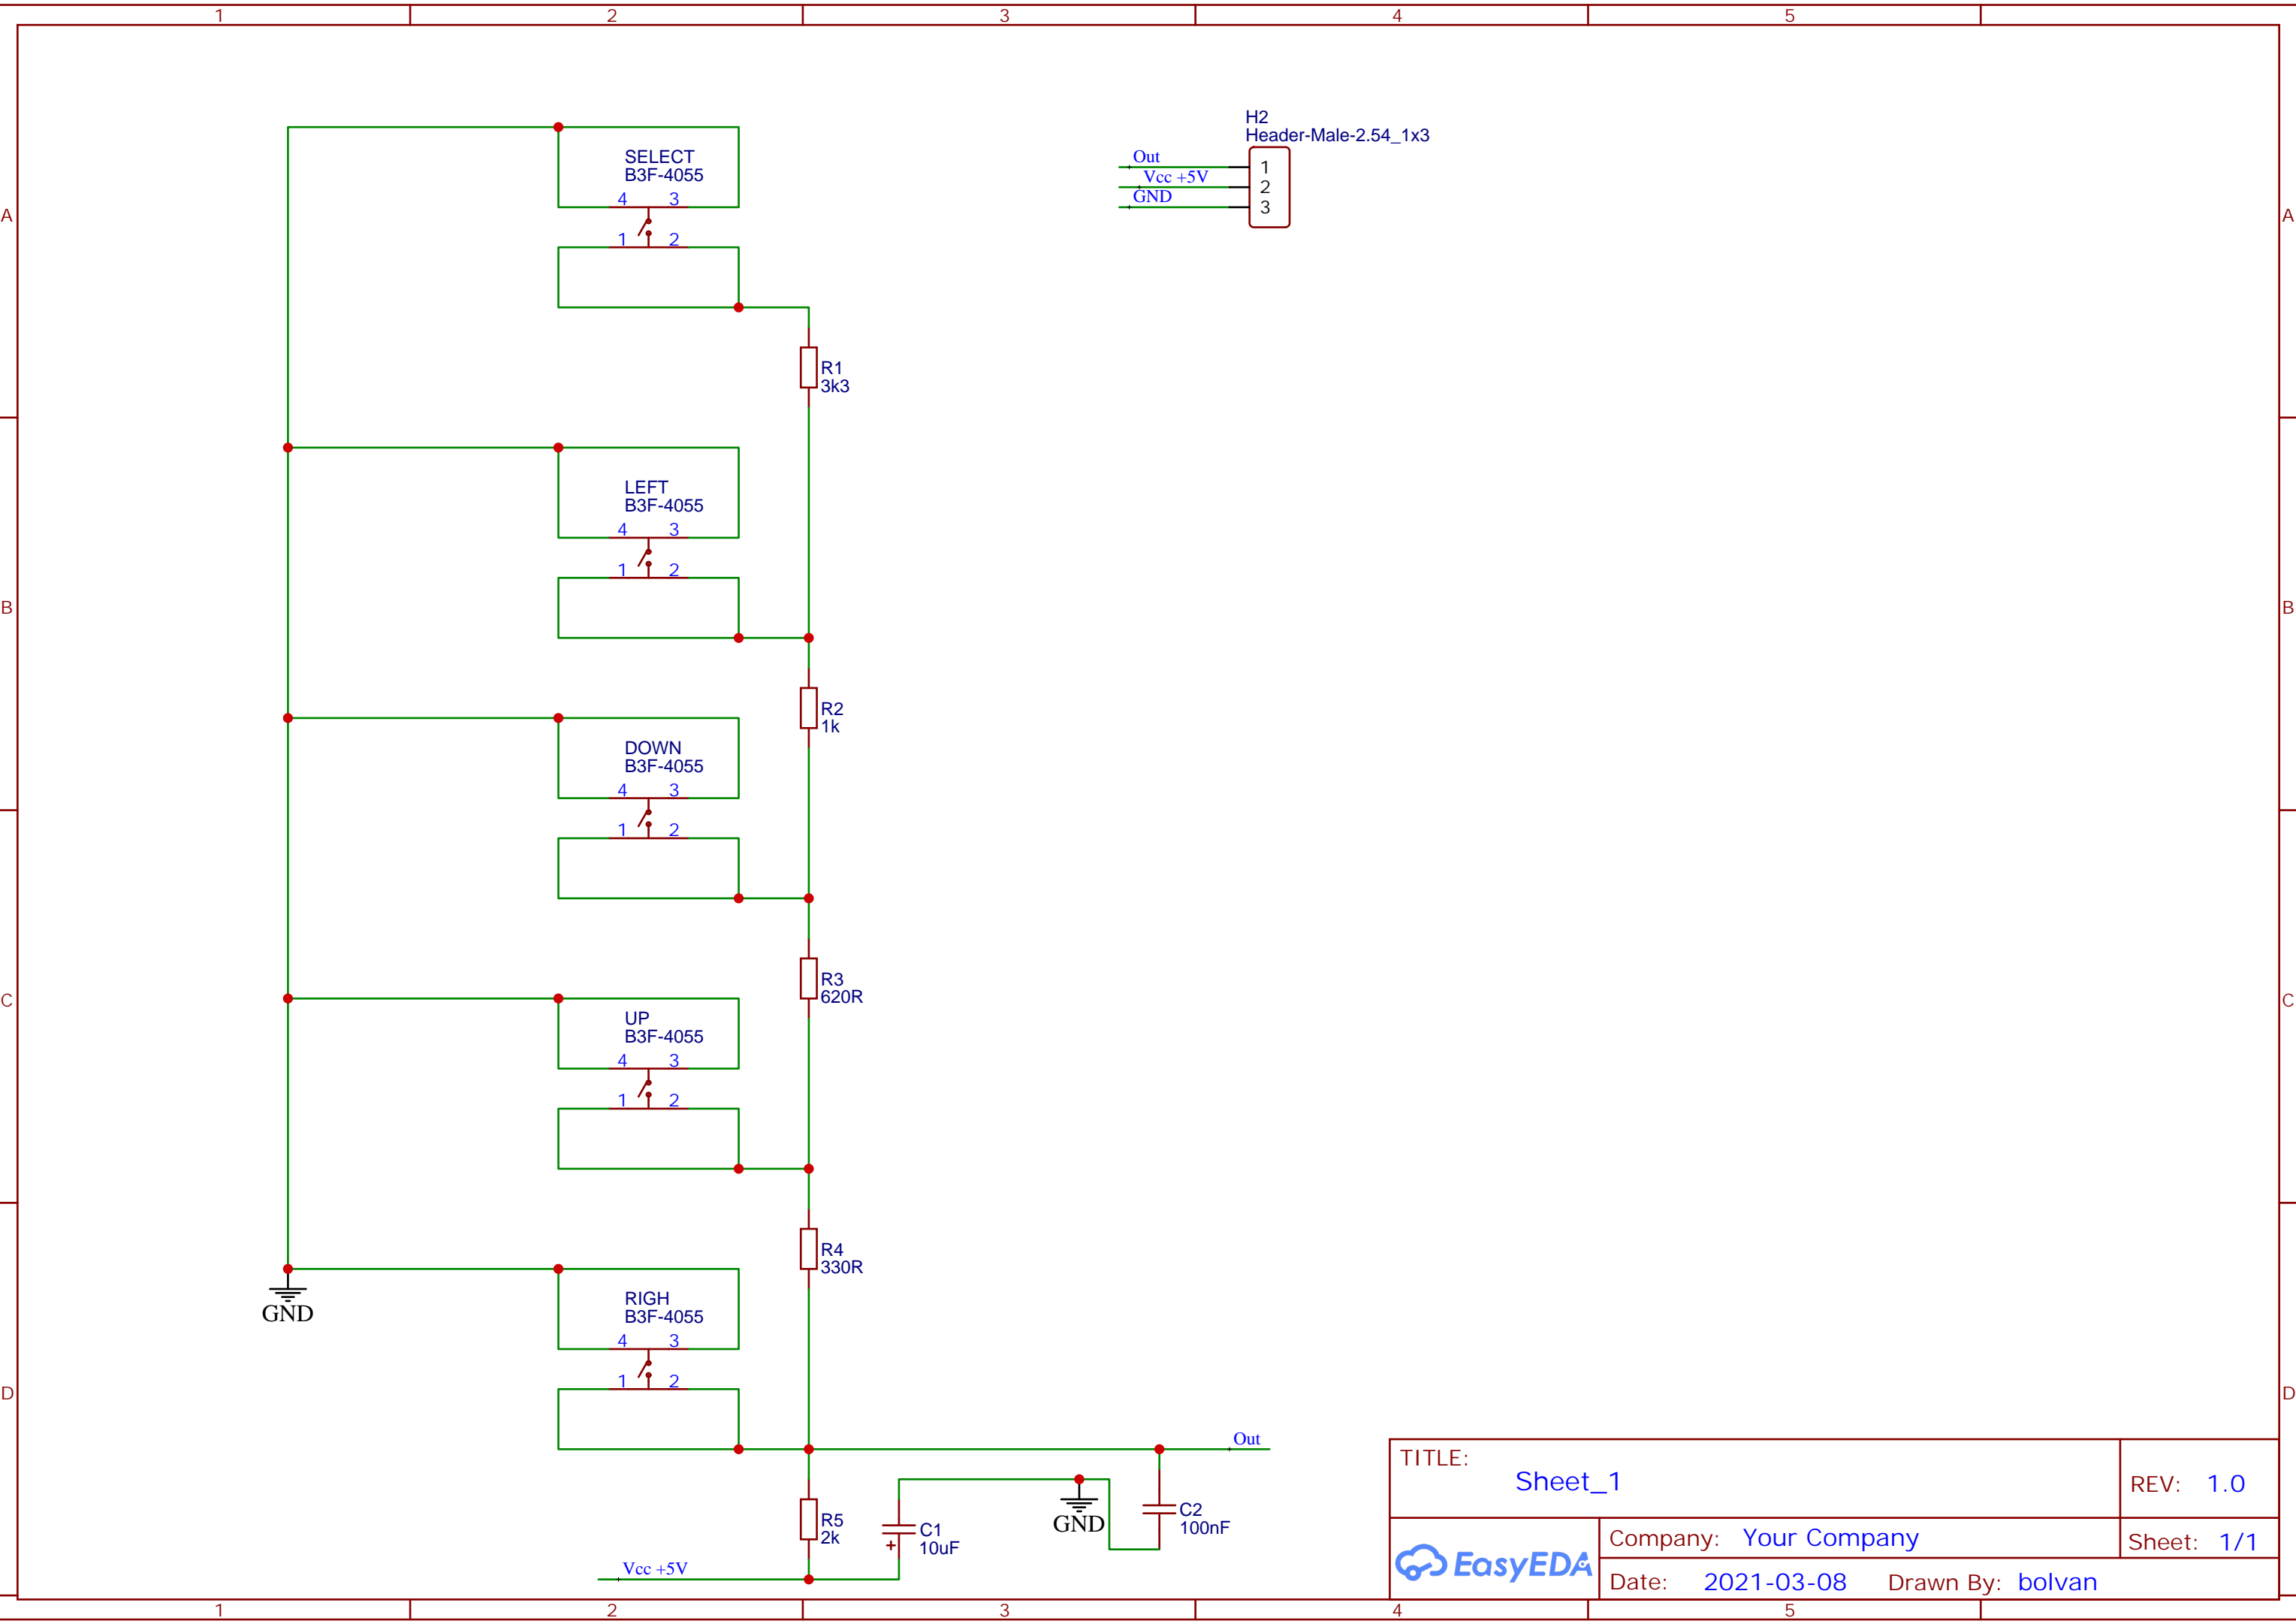 1 2 3 4 5
A A
B B
C C
D D
SELECT
B3F-4055
4 3
1 2
H2
Header-Male-2.54_1x3
Out 1
Vcc +5V 2
GND 3
R1
3k3
LEFT
B3F-4055
4 3
1 2
R2
1k
DOWN
B3F-4055
4 3
1 2
R3
620R
UP
B3F-4055
4 3
1 2
R4
330R
GND
RIGH
B3F-4055
4 3
1 2
Out
R5
2k
+
C1
10uF
GND
C2
100nF
Vcc +5V
TITLE:
Sheet_1
REV: 1.0
EasyEDA
Company: Your Company
Sheet: 1/1
Date: 2021-03-08 Drawn By: bolvan
1 2 3 4 5